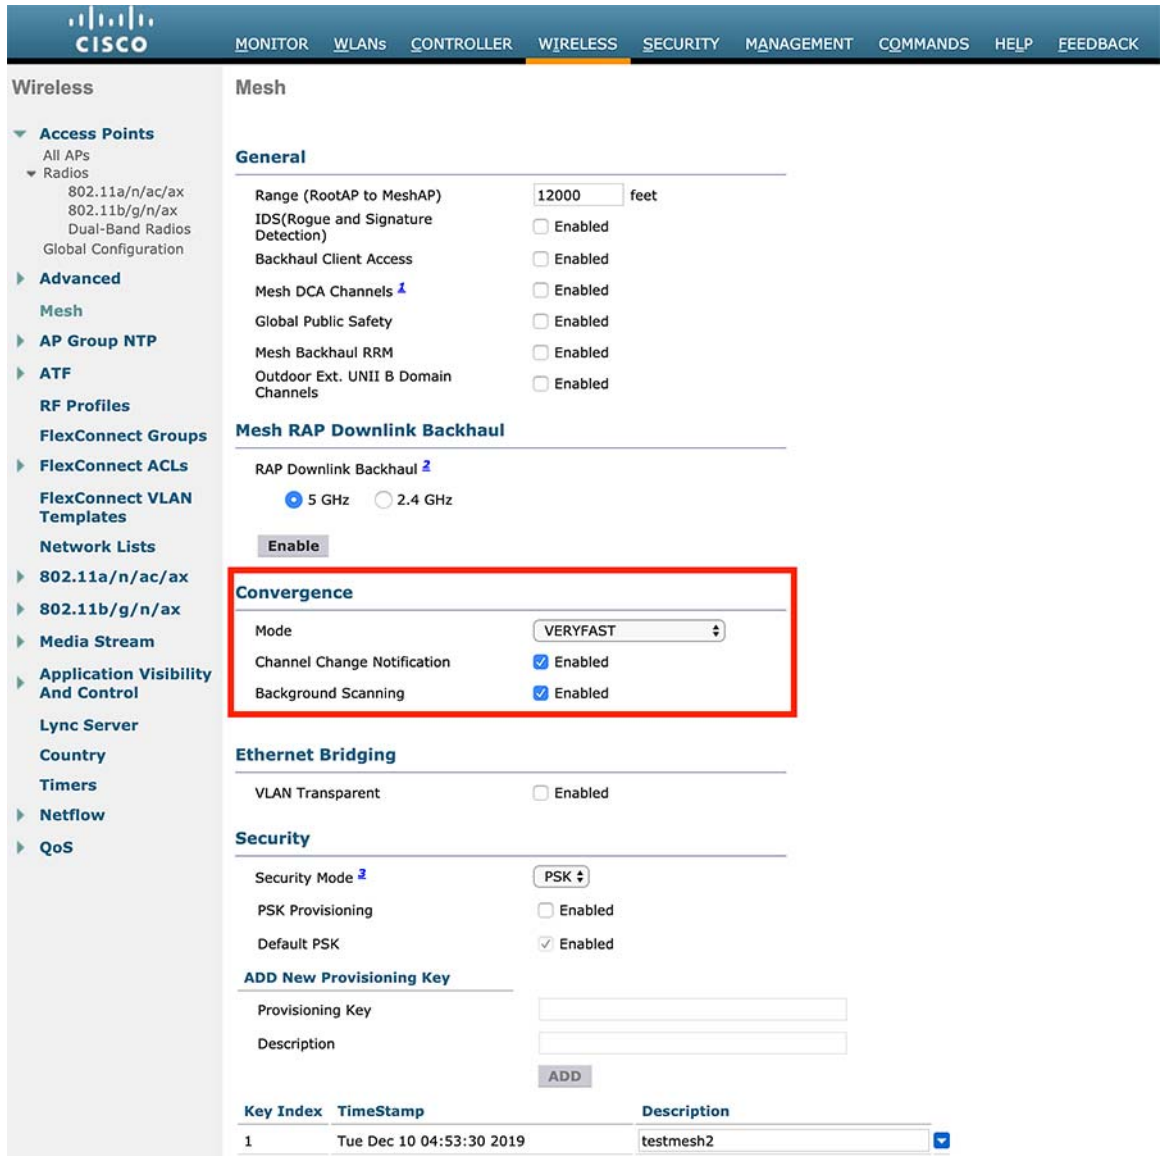 CISCO
MONITOR WLANs CONTROLLER WIRELESS SECURITY MANAGEMENT COMMANDS HELP FEEDBACK
Wireless
Access Points
All APs
Radios
802.11a/n/ac/ax
802.11b/g/n/ax
Dual-Band Radios
Global Configuration
Advanced
Mesh
AP Group NTP
ATF
RF Profiles
FlexConnect Groups
FlexConnect ACLs
FlexConnect VLAN
Templates
Network Lists
802.11a/n/ac/ax
802.11b/g/n/ax
Media Stream
Application Visibility
And Control
Lync Server
Country
Timers
Netflow
QoS
Mesh
General
Range (RootAP to MeshAP) 12000 feet
IDS(Rogue and Signature
Detection) Enabled
Backhaul Client Access Enabled
Mesh DCA Channels 1 Enabled
Global Public Safety Enabled
Mesh Backhaul RRM Enabled
Outdoor Ext. UNII B Domain
Channels Enabled
Mesh RAP Downlink Backhaul
RAP Downlink Backhaul 2
5 GHz 2.4 GHz
Enable
Convergence
Mode VERYFAST
Channel Change Notification Enabled
Background Scanning Enabled
Ethernet Bridging
VLAN Transparent Enabled
Security
Security Mode 3 PSK
PSK Provisioning Enabled
Default PSK Enabled
ADD New Provisioning Key
Provisioning Key
Description
ADD
Key Index TimeStamp Description
1 Tue Dec 10 04:53:30 2019 testmesh2